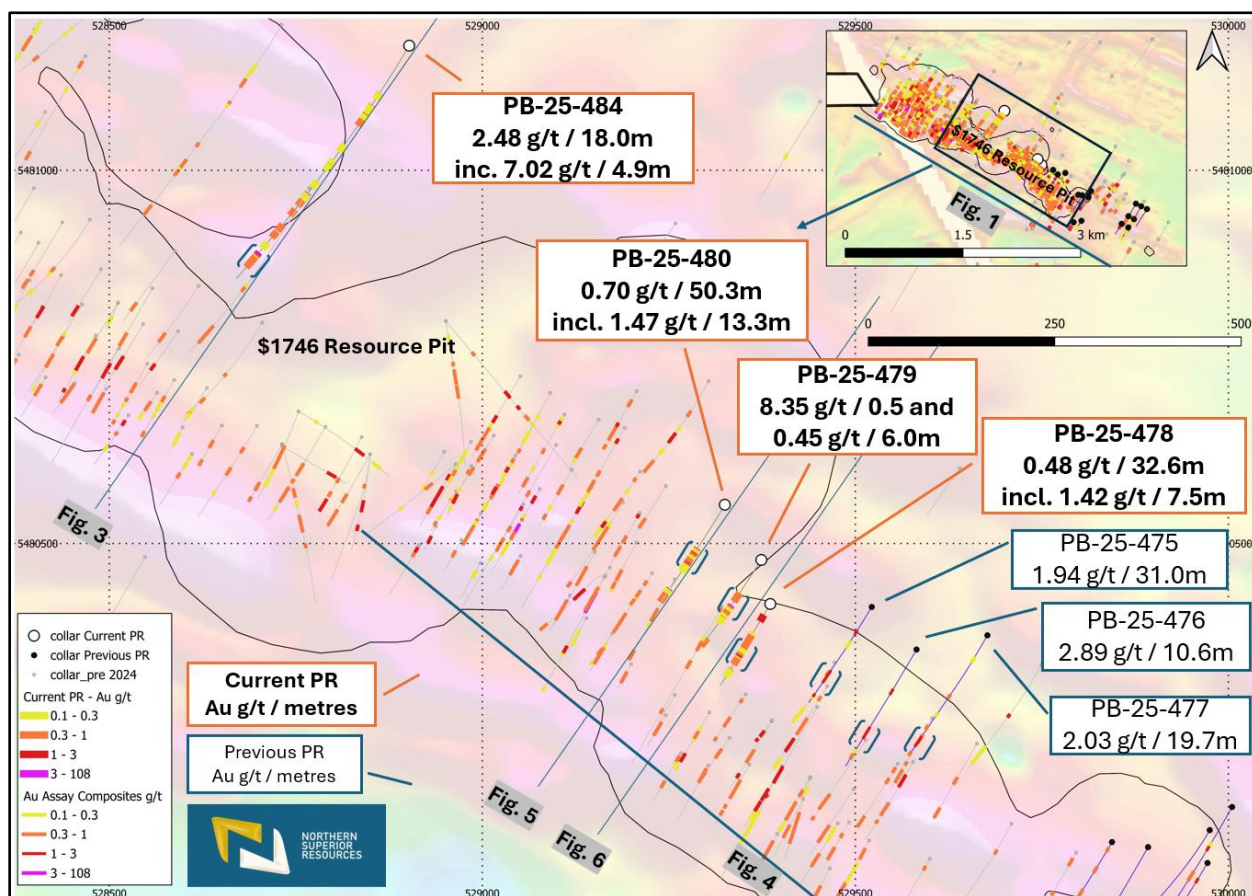 528500
529000
529500
530000
5481000
5481000
PB-25-484
2.48 g/t / 18.0m
inc. 7.02 g/t / 4.9m
$1746 Resource Pit
Fig. 1
0
1.5
3 km
PB-25-480
0.70 g/t / 50.3m
incl. 1.47 g/t / 13.3m
0
250
500
$1746 Resource Pit
PB-25-479
8.35 g/t / 0.5 and
0.45 g/t / 6.0m
PB-25-478
0.48 g/t / 32.6m
incl. 1.42 g/t / 7.5m
Fig. 3
5480500
PB-25-475
1.94 g/t / 31.0m
PB-25-476
2.89 g/t / 10.6m
PB-25-477
2.03 g/t / 19.7m
collar Current PR
collar Previous PR
collar_pre 2024
Current PR - Au g/t
0.1 - 0.3
0.3 - 1
1 - 3
3 - 108
Au Assay Composites g/t
0.1 - 0.3
0.3 - 1
1 - 3
3 - 108
Current PR
Au g/t / metres
Previous PR
Au g/t / metres
NORTHERN
SUPERIOR
RESOURCES
Fig. 5
Fig. 6
Fig. 4
528500
529000
529500
530000